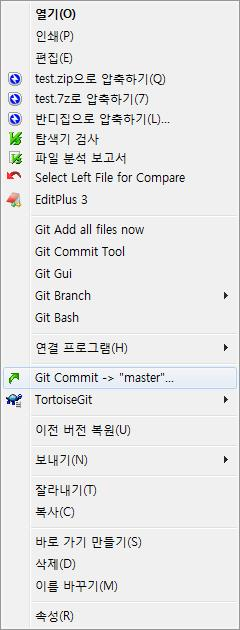 열기(O)
인쇄(P)
편집(E)
test.zip으로 압축하기(Q)
test.7z로 압축하기(7)
반디집으로 압축하기(L)...
탐색기 검사
파일 분석 보고서
Select Left File for Compare
EditPlus 3
Git Add all files now
Git Commit Tool
Git Gui
Git Branch
Git Bash
연결 프로그램(H)
Git Commit -> "master"...
TortoiseGit
이전 버전 복원(U)
보내기(N)
잘라내기(T)
복사(C)
바로 가기 만들기(S)
삭제(D)
이름 바꾸기(M)
속성(R)